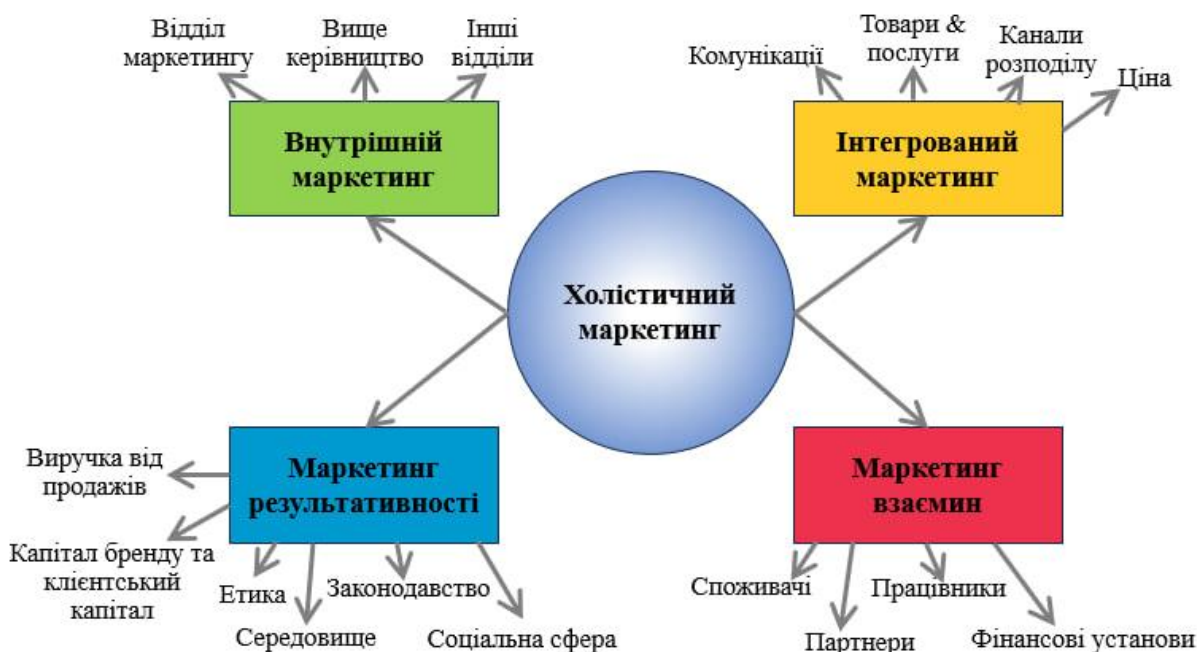 Відділ
маркетингу
Вище
керівництво
Інші
відділи
Внутрішній
маркетинг
Комунікації
Товари &
послуги
Канали
розподілу
Ціна
Інтегрований
маркетинг
Холістичний
маркетинг
Маркетинг
результативності
Виручка від
продажів
Капітал бренду та
клієнтський
капітал
Етика
Середовище
Законодавство
Соціальна сфера
Маркетинг
взаємин
Споживачі
Партнери
Працівники
Фінансові установи